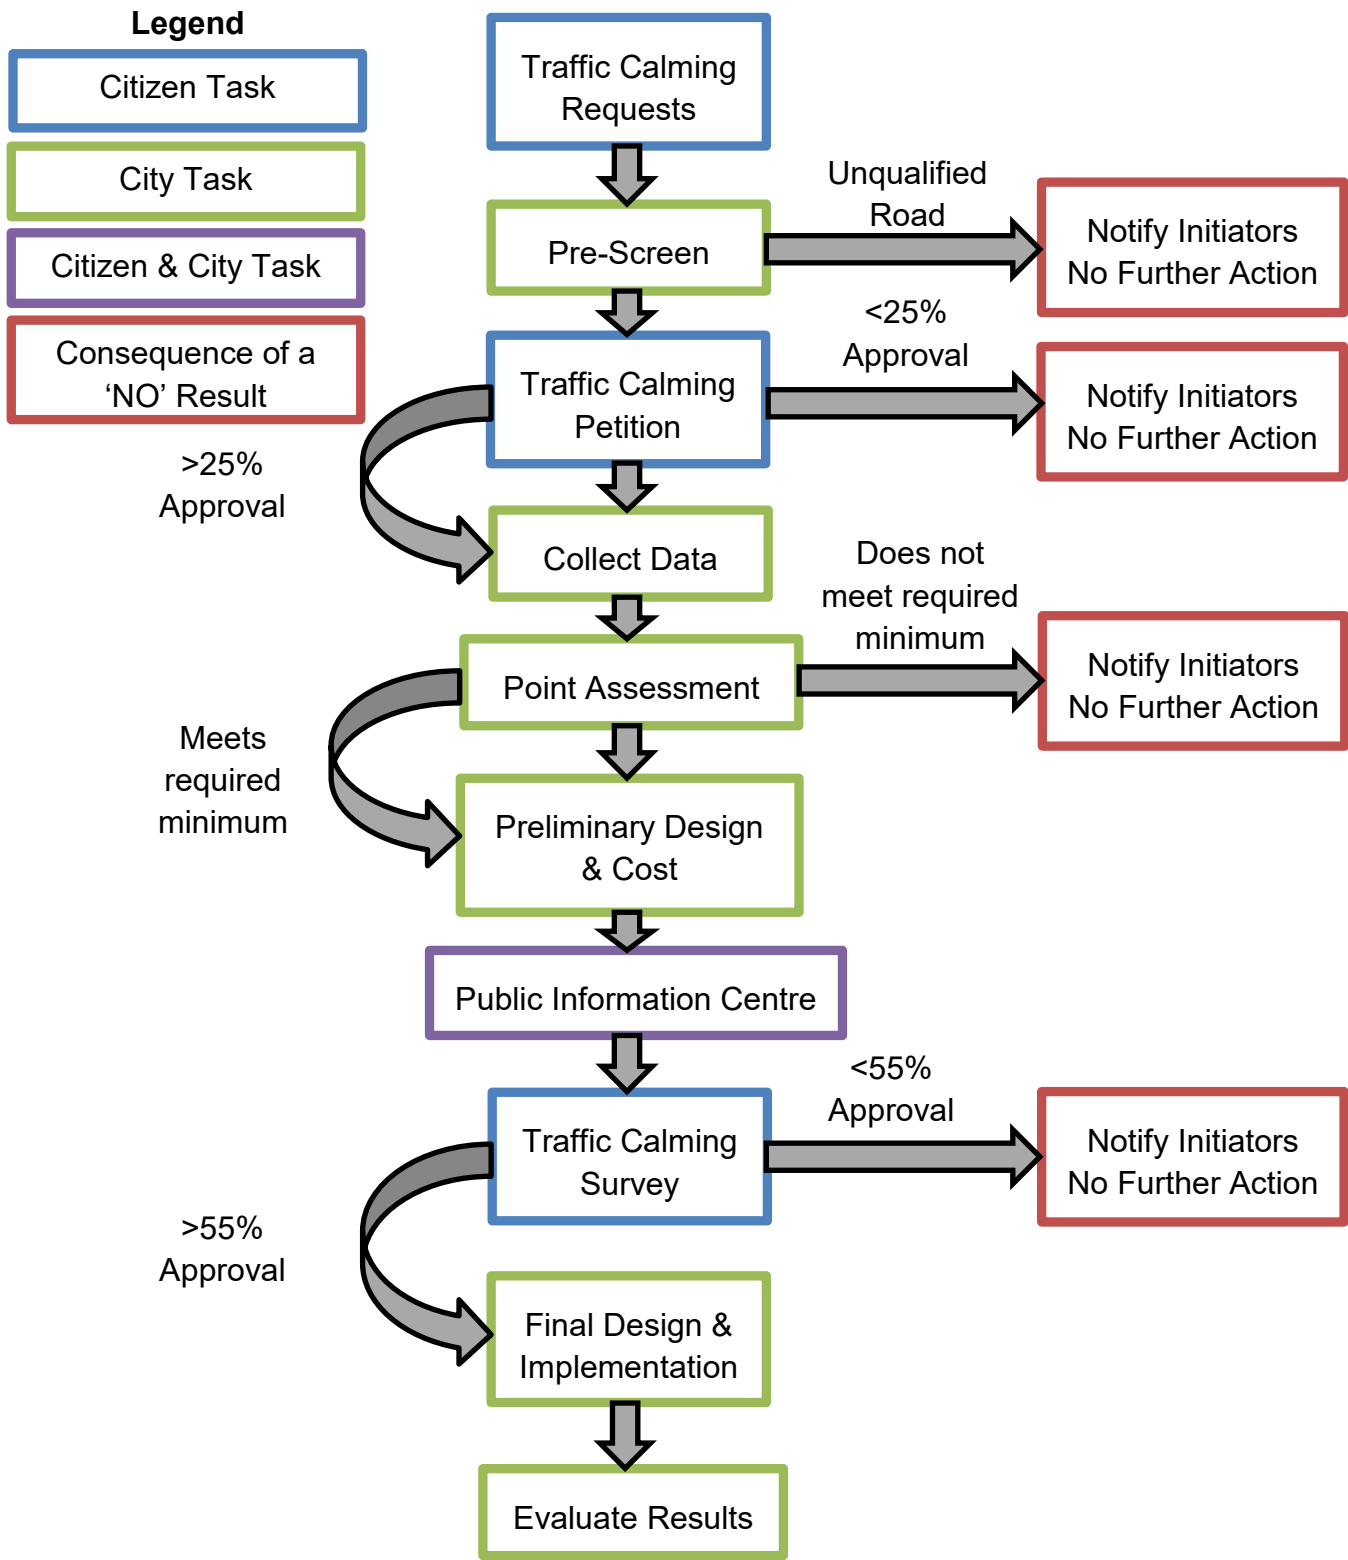 Legend
Citizen Task
City Task
Citizen & City Task
Consequence of a
‘NO’ Result
Traffic Calming
Requests
Pre-Screen
Unqualified
Road
Notify Initiators
No Further Action
Traffic Calming
Petition
<25%
Approval
Notify Initiators
No Further Action
>25%
Approval
Collect Data
Point Assessment
Does not
meet required
minimum
Notify Initiators
No Further Action
Meets
required
minimum
Preliminary Design
& Cost
Public Information Centre
Traffic Calming
Survey
<55%
Approval
Notify Initiators
No Further Action
>55%
Approval
Final Design &
Implementation
Evaluate Results